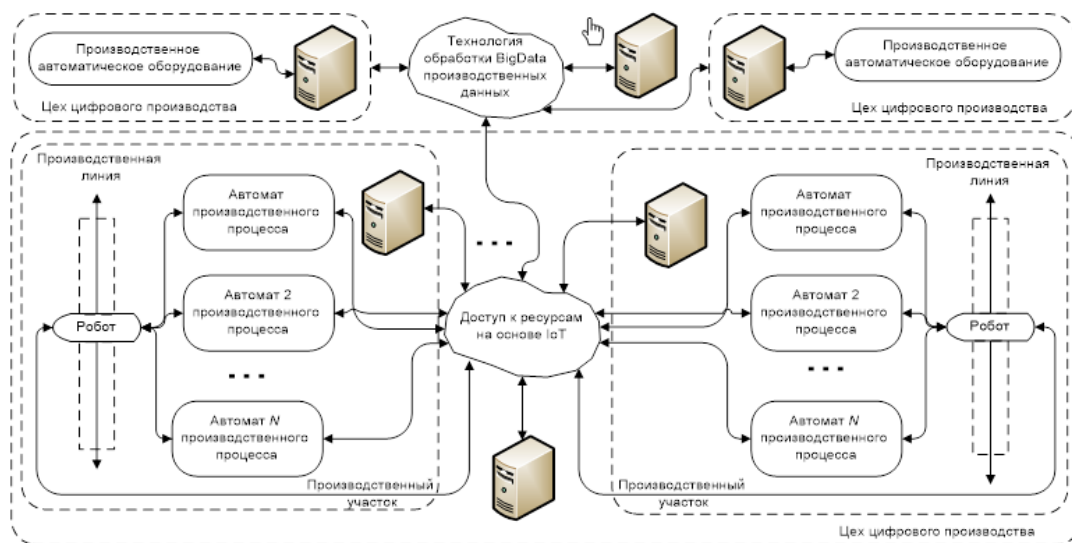 Производственное
автоматическое оборудование
Цех цифрового производства
Технология
обработки BigData
производственных
данных
Производственное
автоматическое оборудование
Цех цифрового производства
Производственная
линия
Автомат
производственного
процесса
Автомат 2
производственного
процесса
Робот
. . .
Автомат N
производственного
процесса
Производственный
участок
. . .
Доступ к ресурсам
на основе IoT
Производственная
линия
Автомат
производственного
процесса
Автомат 2
производственного
процесса
Робот
. . .
Автомат N
производственного
процесса
Производственный
участок
Цех цифрового производства